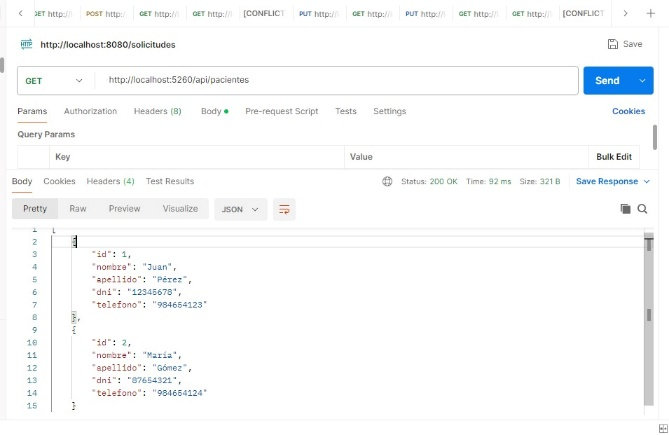 GET http:/ POST http:/ GET http:/ GET http:/ [CONFLICT PUT http:/ GET http:/ PUT http:/ GET http:/ GET http:/ [CONFLICT
HTTP http://localhost:8080/solicitudes Save
GET http://localhost:5260/api/pacientes Send
Params Authorization Headers (8) Body Pre-request Script Tests Settings Cookies
Query Params
Key Value Bulk Edit
Body Cookies Headers (4) Test Results Status: 200 OK Time: 92 ms Size: 321 B Save Response
Pretty Raw Preview Visualize JSON
1 [
2 {
3 "id": 1,
4 "nombre": "Juan",
5 "apellido": "Pérez",
6 "dni": "12345678",
7 "telefono": "984654123"
8 },
9 {
10 "id": 2,
11 "nombre": "María",
12 "apellido": "Gómez",
13 "dni": "87654321",
14 "telefono": "984654124"
15 }